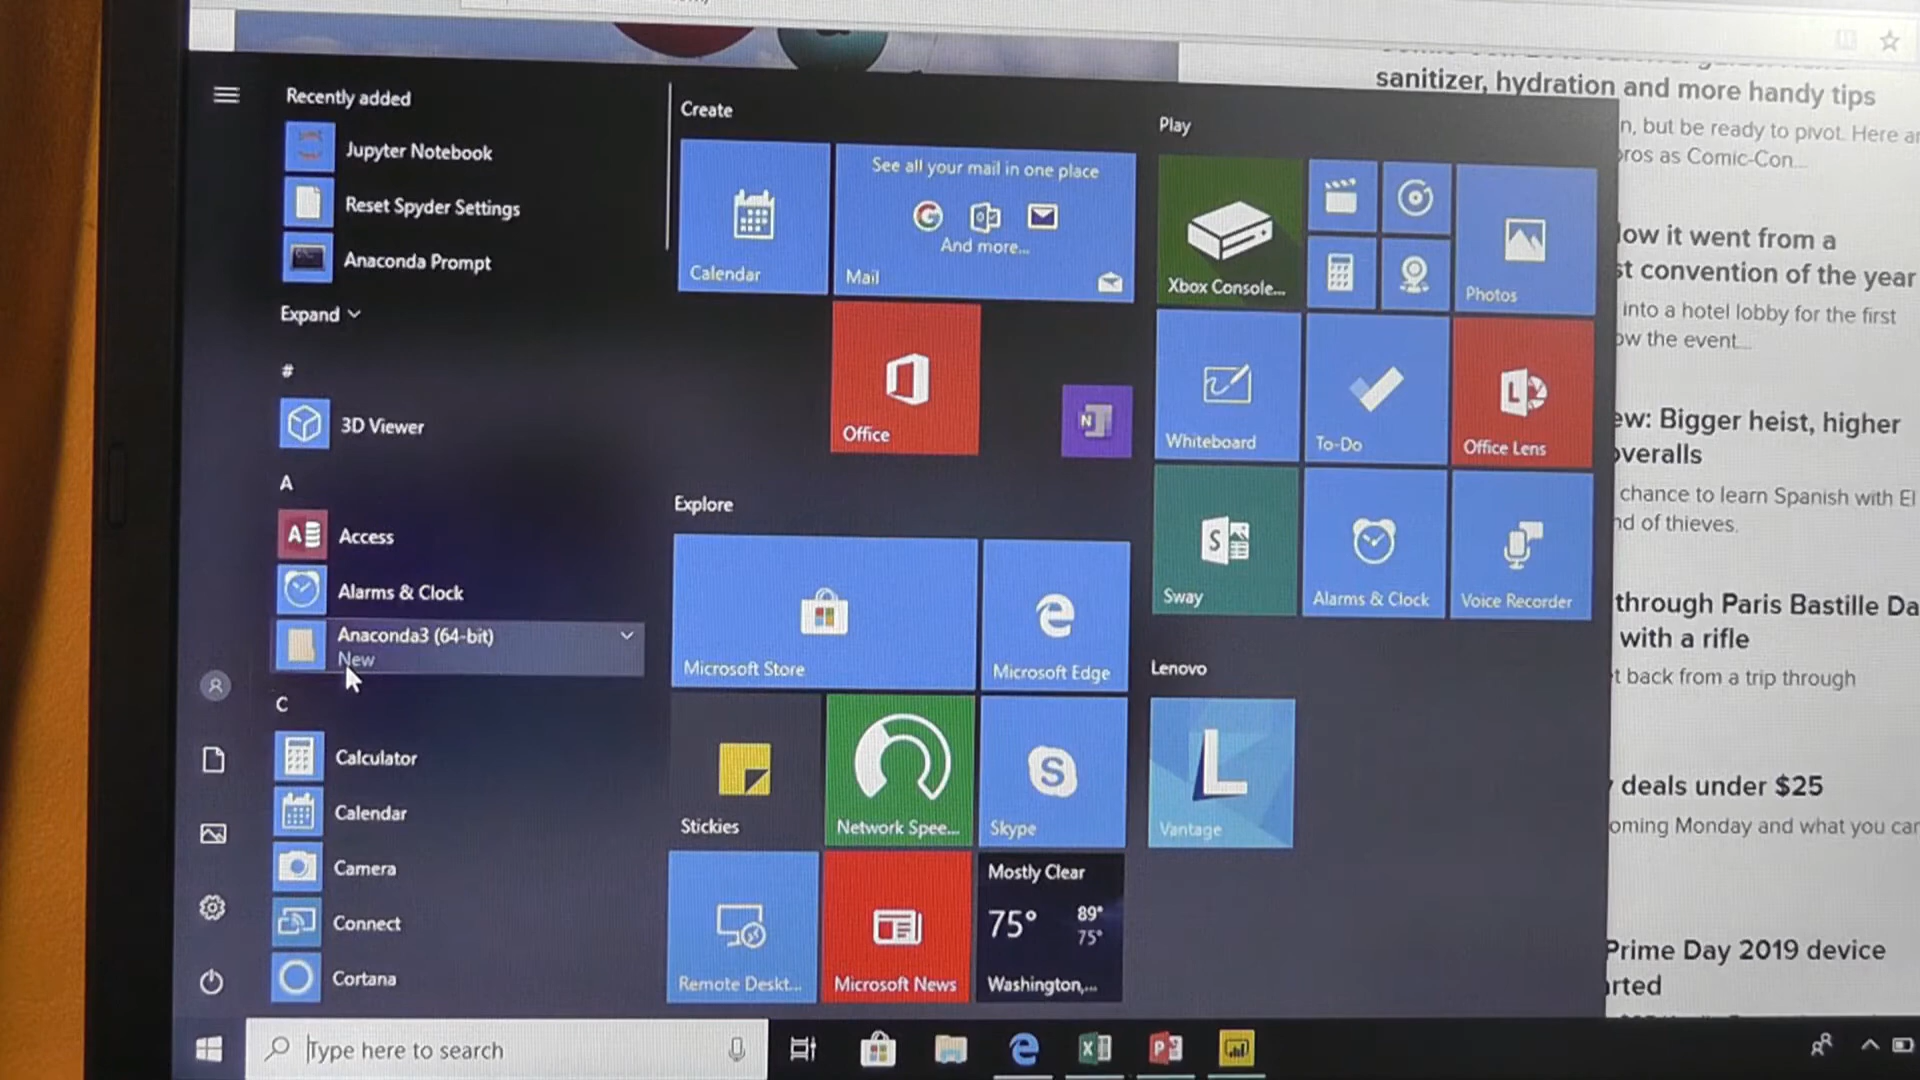 Recently added
Jupyter Notebook
Reset Spyder Settings
Anaconda Prompt
Expand
#
3D Viewer
A
Access
Alarms & Clock
Anaconda3 (64-bit)
New
C
Calculator
Calendar
Camera
Connect
Cortana
Type here to search
Create
Calendar
See all your mail in one place
And more...
Mail
Office
Explore
Microsoft Store
Microsoft Edge
Stickies
Network Spee...
Skype
Remote Deskt...
Microsoft News
Mostly Clear
75°
89°
75°
Washington,...
Play
Xbox Console...
Photos
Whiteboard
To-Do
Office Lens
Sway
Alarms & Clock
Voice Recorder
Lenovo
Vantage
sanitizer, hydration and more handy tips
n, but be ready to pivot. Here ar
ros as Comic-Con...
low it went from a
st convention of the year
into a hotel lobby for the first
ow the event...
ew: Bigger heist, higher
overalls
chance to learn Spanish with El
nd of thieves.
through Paris Bastille Da
with a rifle
t back from a trip through
deals under $25
oming Monday and what you car
Prime Day 2019 device
arted